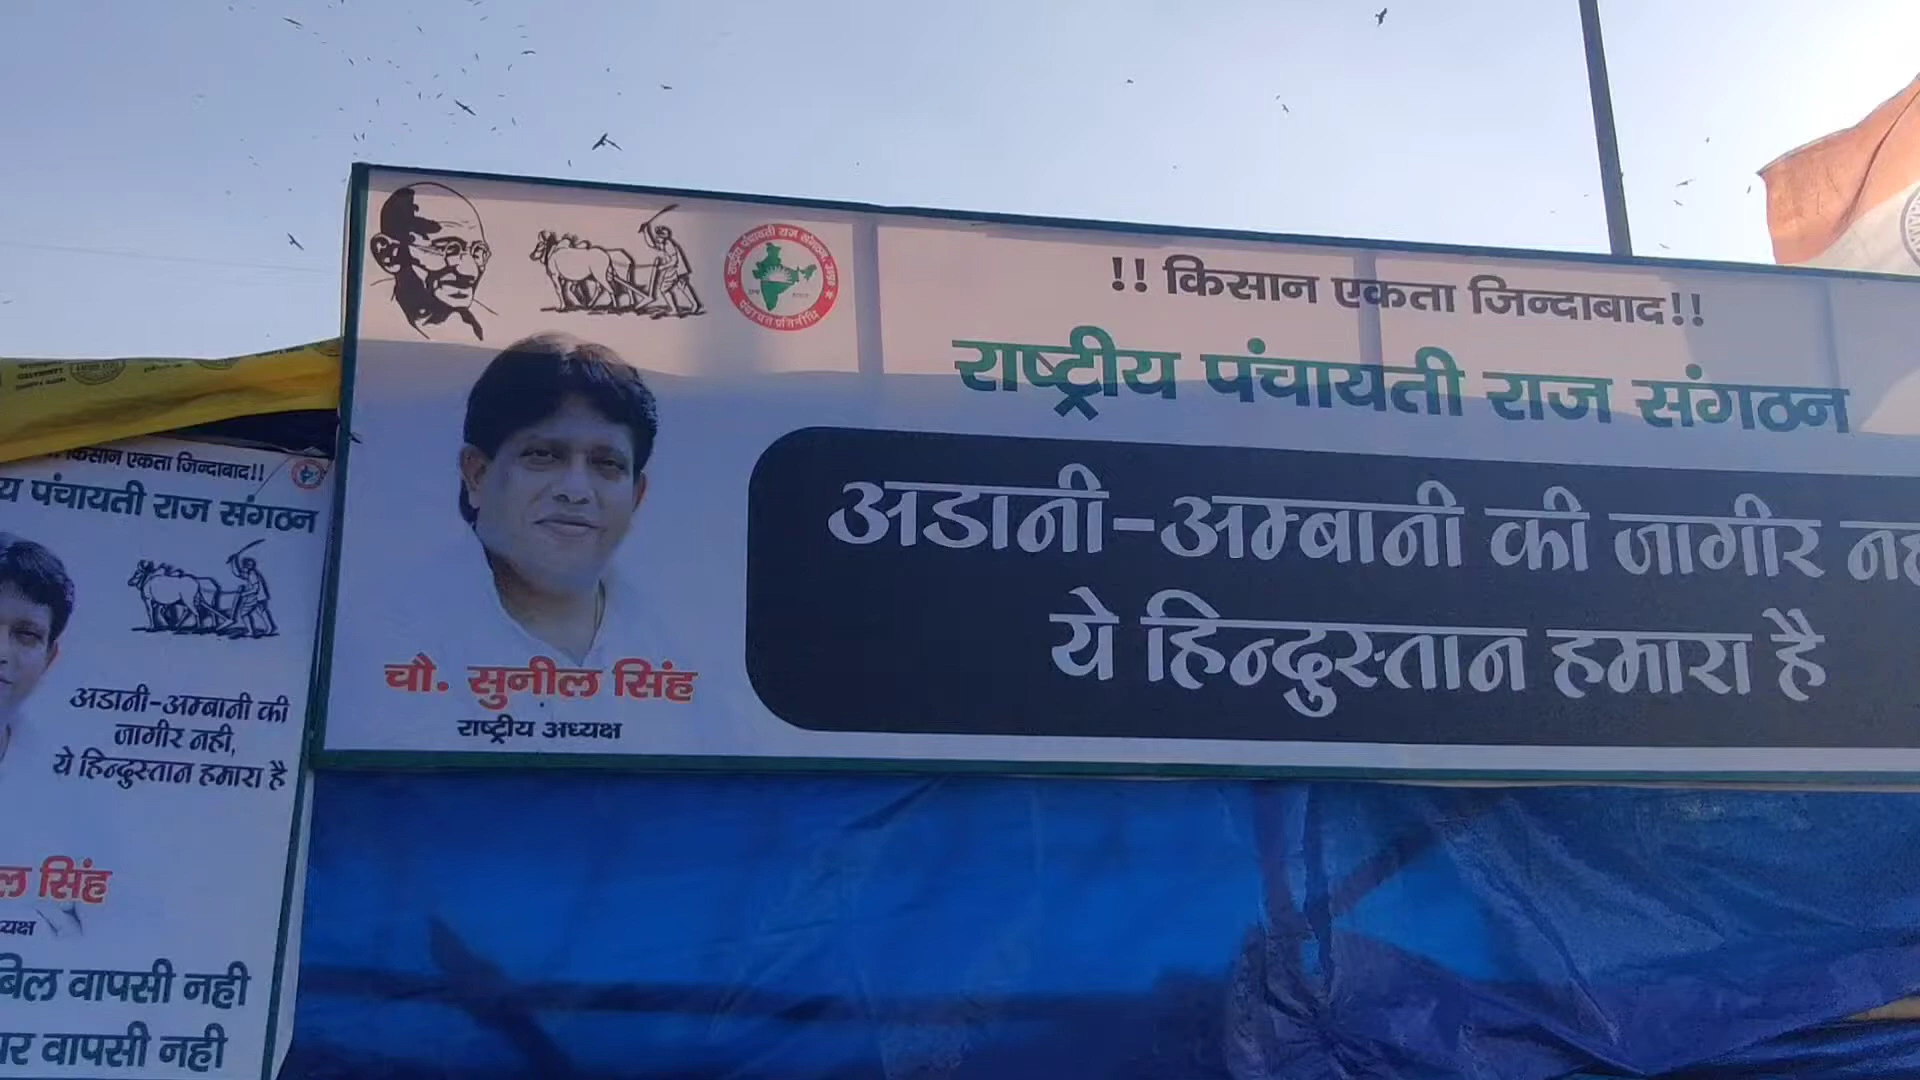 !! किसान एकता जिन्दाबाद!!
राष्ट्रीय पंचायती राज संगठन
अडानी-अम्बानी की जागीर
ये हिन्दुस्तान हमारा है
चौ. सुनील सिंह
राष्ट्रीय अध्यक्ष
किसान एकता जिन्दाबाद!!
पंचायती राज संगठन
अडानी-अम्बानी की
जागीर नही,
ये हिन्दुस्तान हमारा है
सिंह
वापसी नही
वापसी नही